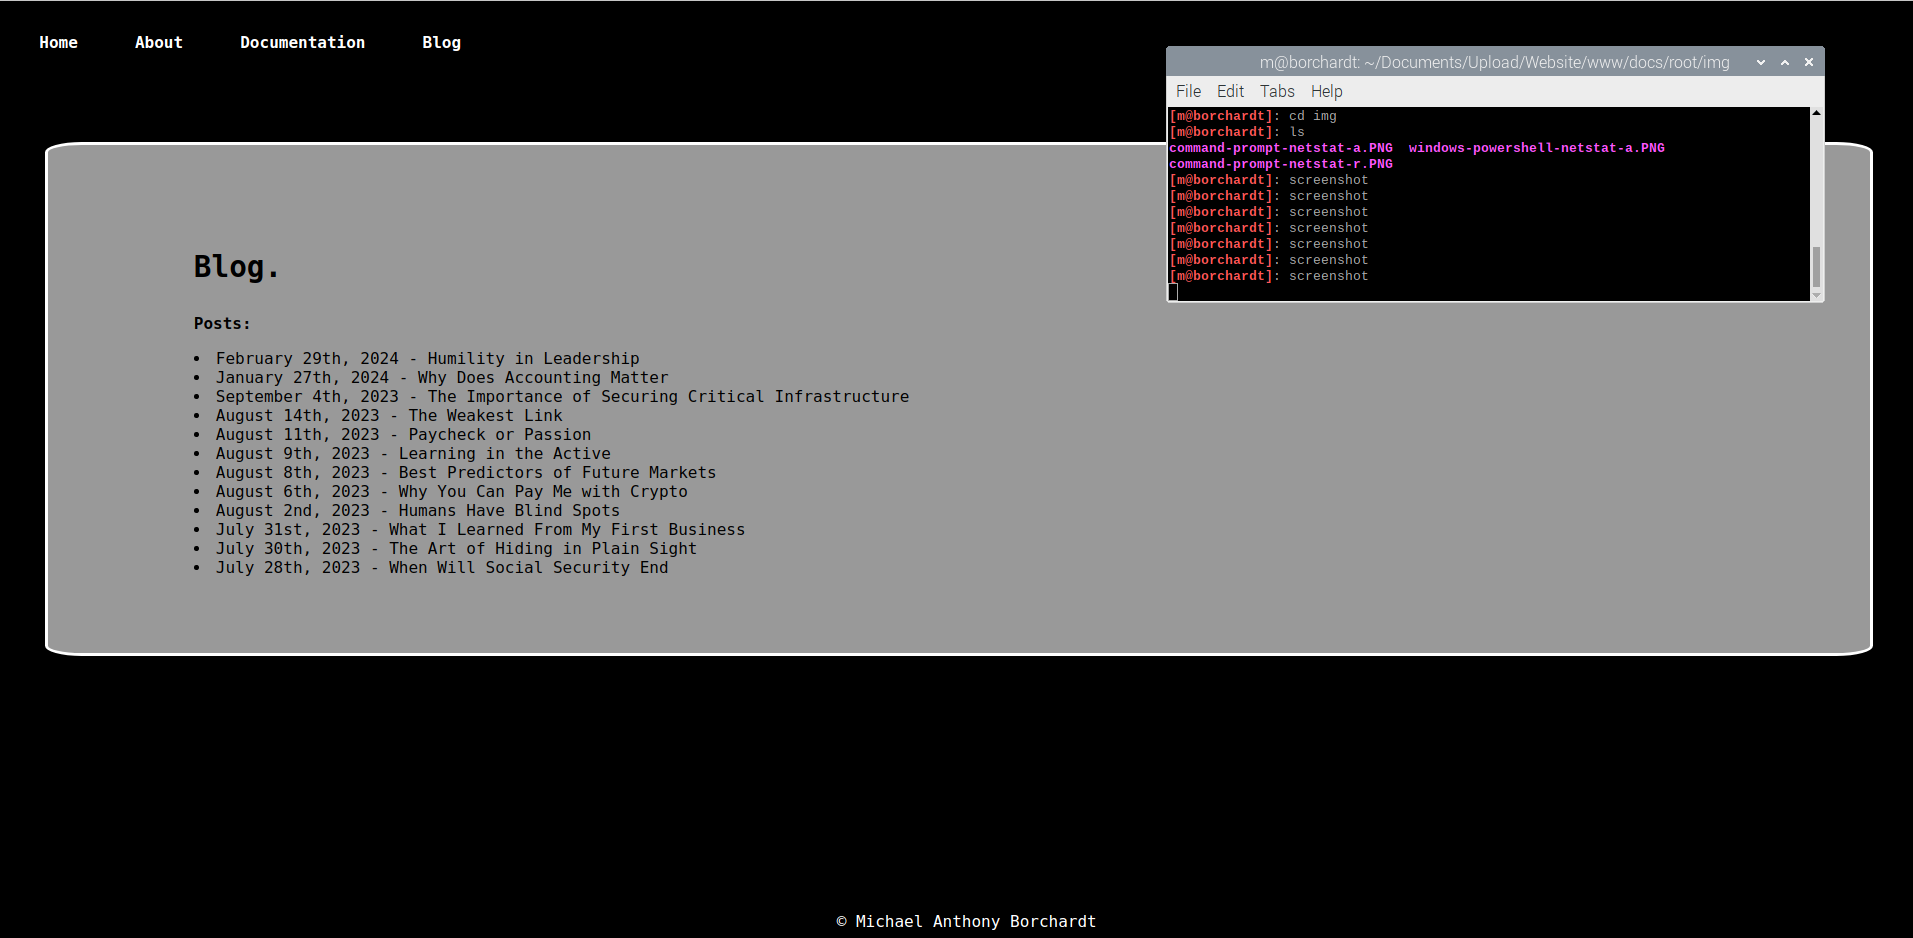 Home About Documentation Blog
m@borchardt: ~/Documents/Upload/Website/www/docs/root/img
File Edit Tabs Help
[m@borchardt]: cd img
[m@borchardt]: ls
command-prompt-netstat-a.PNG windows-powershell-netstat-a.PNG
command-prompt-netstat-r.PNG
[m@borchardt]: screenshot
[m@borchardt]: screenshot
[m@borchardt]: screenshot
[m@borchardt]: screenshot
[m@borchardt]: screenshot
[m@borchardt]: screenshot
[m@borchardt]: screenshot
Blog.
Posts:
• February 29th, 2024 - Humility in Leadership
• January 27th, 2024 - Why Does Accounting Matter
• September 4th, 2023 - The Importance of Securing Critical Infrastructure
• August 14th, 2023 - The Weakest Link
• August 11th, 2023 - Paycheck or Passion
• August 9th, 2023 - Learning in the Active
• August 8th, 2023 - Best Predictors of Future Markets
• August 6th, 2023 - Why You Can Pay Me with Crypto
• August 2nd, 2023 - Humans Have Blind Spots
• July 31st, 2023 - What I Learned From My First Business
• July 30th, 2023 - The Art of Hiding in Plain Sight
• July 28th, 2023 - When Will Social Security End
© Michael Anthony Borchardt